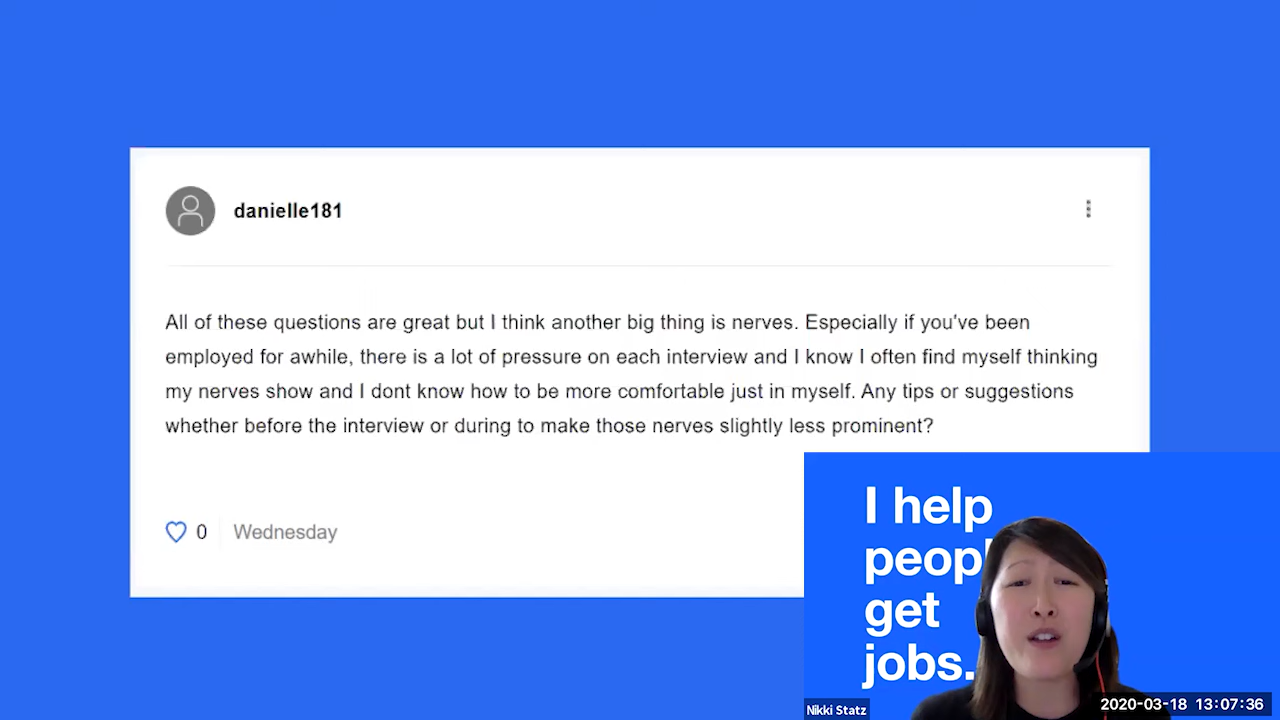 danielle181
All of these questions are great but I think another big thing is nerves. Especially if you've been
employed for awhile, there is a lot of pressure on each interview and I know I often find myself thinking
my nerves show and I dont know how to be more comfortable just in myself. Any tips or suggestions
whether before the interview or during to make those nerves slightly less prominent?
0 Wednesday
I help
peopl
get
jobs.
Nikki Statz
2020-03-18 13:07:36